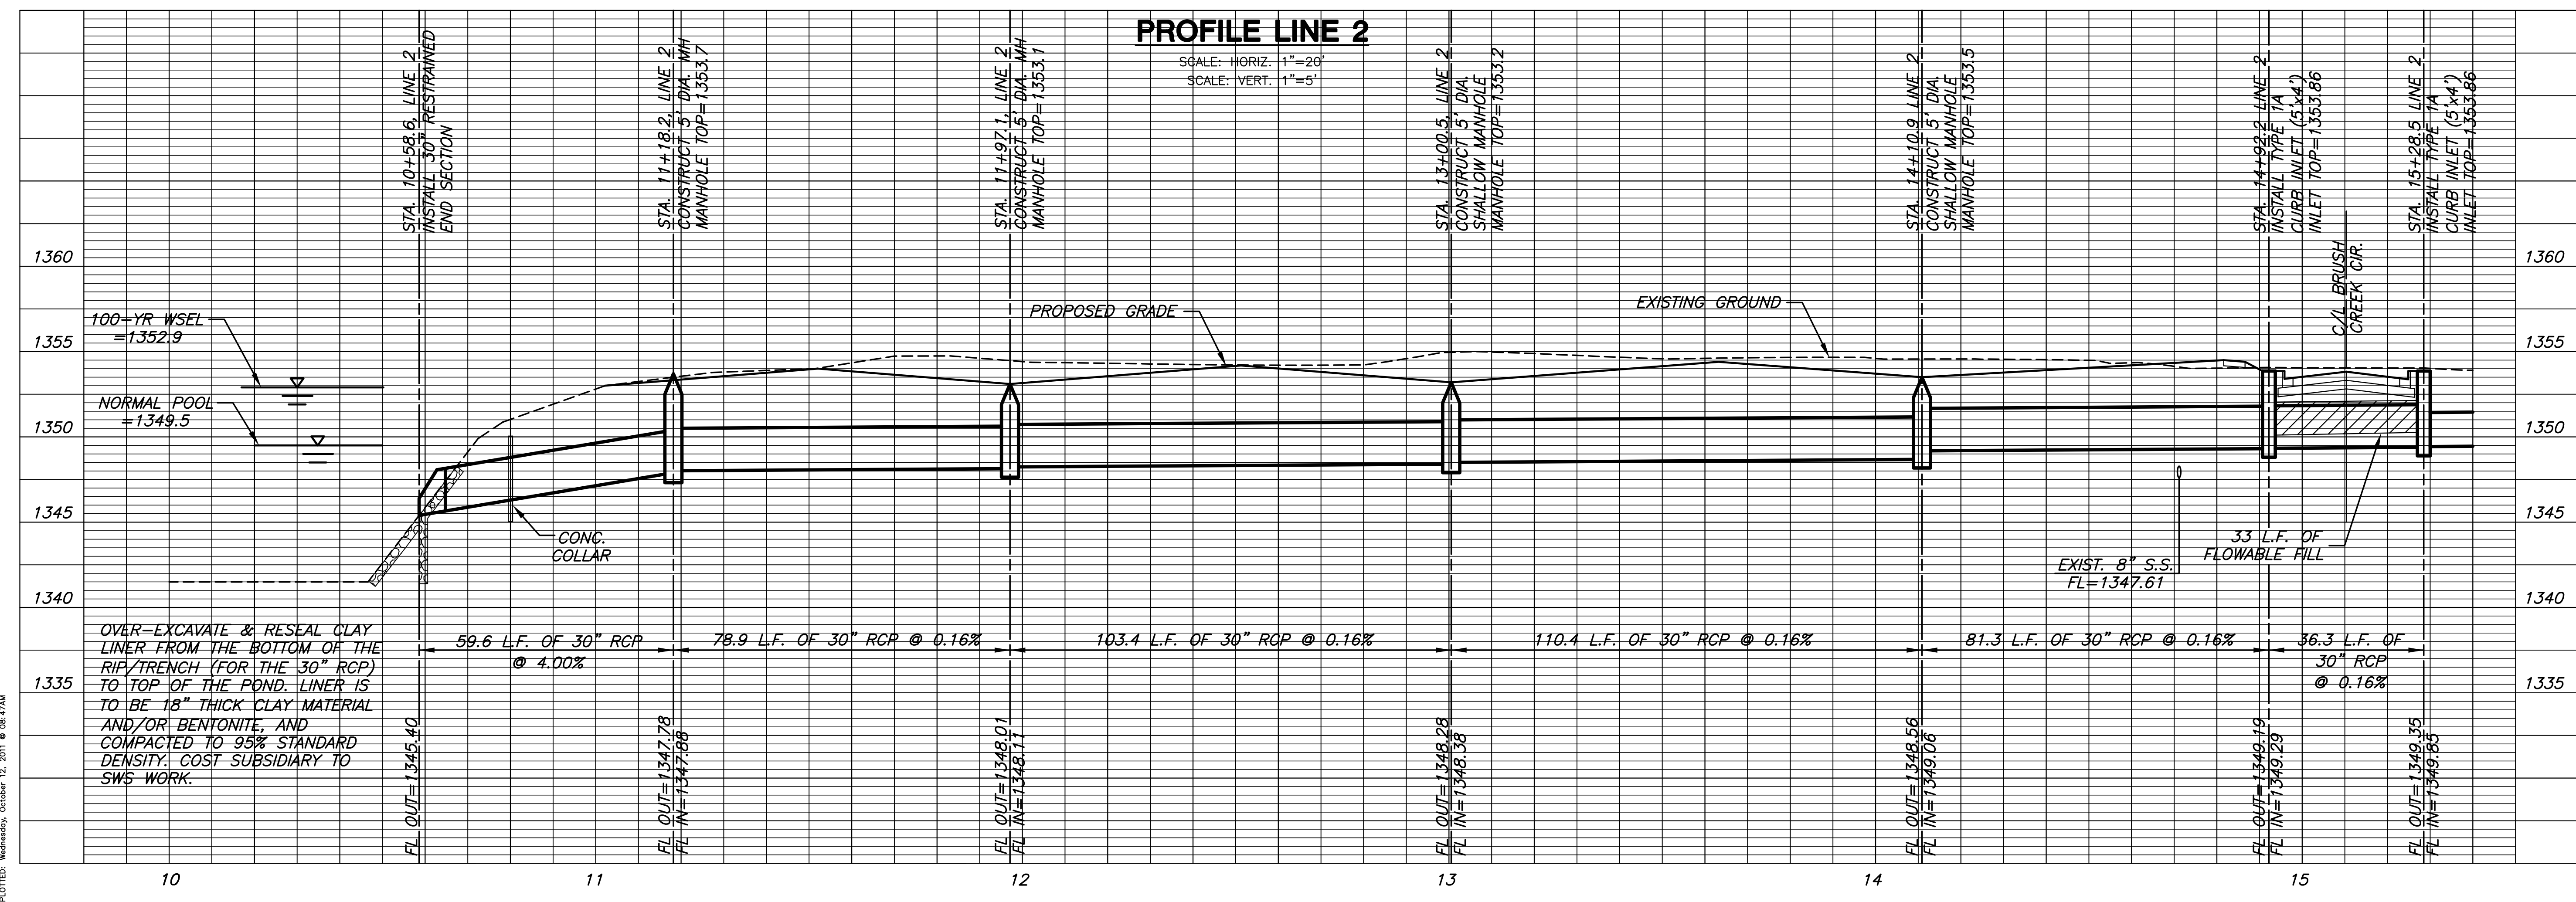 PROFILE LINE 2
SCALE: HORIZ. 1"=20'
SCALE: VERT. 1"=5'
STA. 10+58.6, LINE 2
INSTALL 30" RESTRAINED
END SECTION
STA. 11+18.2, LINE 2
CONSTRUCT 5' DIA. MH
MANHOLE TOP=1353.7
STA. 11+97.1, LINE 2
CONSTRUCT 5' DIA. MH
MANHOLE TOP=1353.1
STA. 13+00.5, LINE 2
CONSTRUCT 5' DIA.
SHALLOW MANHOLE
MANHOLE TOP=1353.2
STA. 14+10.9 LINE 2
CONSTRUCT 5' DIA.
SHALLOW MANHOLE
MANHOLE TOP=1353.5
STA. 14+92.2 LINE 2
INSTALL TYPE 1A
CURB INLET (5'x4')
INLET TOP=1353.86
STA. 15+28.5 LINE 2
INSTALL TYPE 1A
CURB INLET (5'x4')
INLET TOP=1353.86
C/L BRUSH
CREEK CIR.
1360
1360
1355
1355
1350
1350
1345
1345
1340
1340
1335
1335
100-YR WSEL
=1352.9
NORMAL POOL
=1349.5
PROPOSED GRADE
EXISTING GROUND
CONC.
COLLAR
33 L.F. OF
FLOWABLE FILL
EXIST. 8" S.S.
FL=1347.61
OVER-EXCAVATE & RESEAL CLAY
LINER FROM THE BOTTOM OF THE
RIP/TRENCH (FOR THE 30" RCP)
TO TOP OF THE POND. LINER IS
TO BE 18" THICK CLAY MATERIAL
AND/OR BENTONITE, AND
COMPACTED TO 95% STANDARD
DENSITY. COST SUBSIDIARY TO
SWS WORK.
59.6 L.F. OF 30" RCP
@ 4.00%
78.9 L.F. OF 30" RCP @ 0.16%
103.4 L.F. OF 30" RCP @ 0.16%
110.4 L.F. OF 30" RCP @ 0.16%
81.3 L.F. OF 30" RCP @ 0.16%
36.3 L.F. OF
30" RCP
@ 0.16%
FL OUT=1345.40
FL OUT=1347.78
FL IN=1347.88
FL OUT=1348.01
FL IN=1348.11
FL OUT=1348.28
FL IN=1348.38
FL OUT=1348.56
FL IN=1349.06
FL OUT=1349.19
FL IN=1349.29
FL OUT=1349.35
FL IN=1349.85
10
11
12
13
14
15
PLOTTED: Wednesday, October 12, 2011 @ 08:47AM